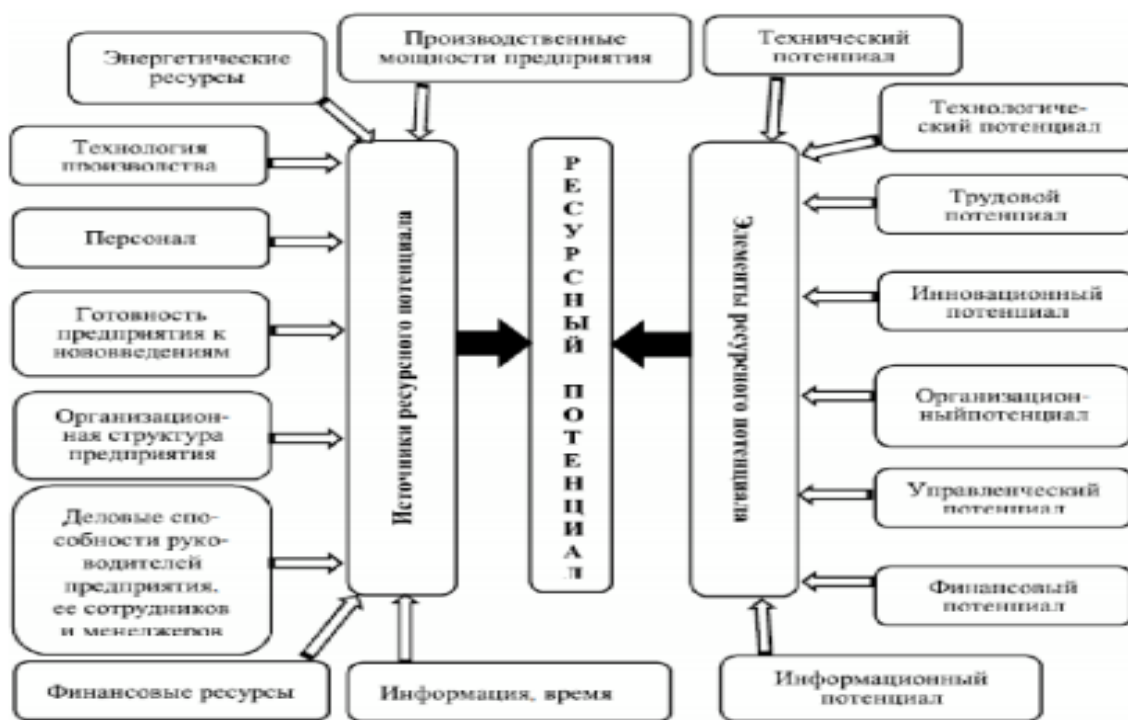 Энергетические
ресурсы
Производственные
мощности предприятия
Технический
потенциал
Технология
производства
Персонал
Готовность
предприятия к
нововведениям
Организацион-
ная структура
предприятия
Деловые спо-
собности руко-
водителей
предприятия,
ее сотрудников
и менеджеров
Финансовые ресурсы
Информация, время
Источники ресурсного потенциала
РЕСУРСНЫЙ ПОТЕНЦИАЛ
Элементы ресурсного потенциала
Технологиче-
ский потенциал
Трудовой
потенциал
Инновационный
потенциал
Организацион-
ныйпотенциал
Управленческий
потенциал
Финансовый
потенциал
Информационный
потенциал